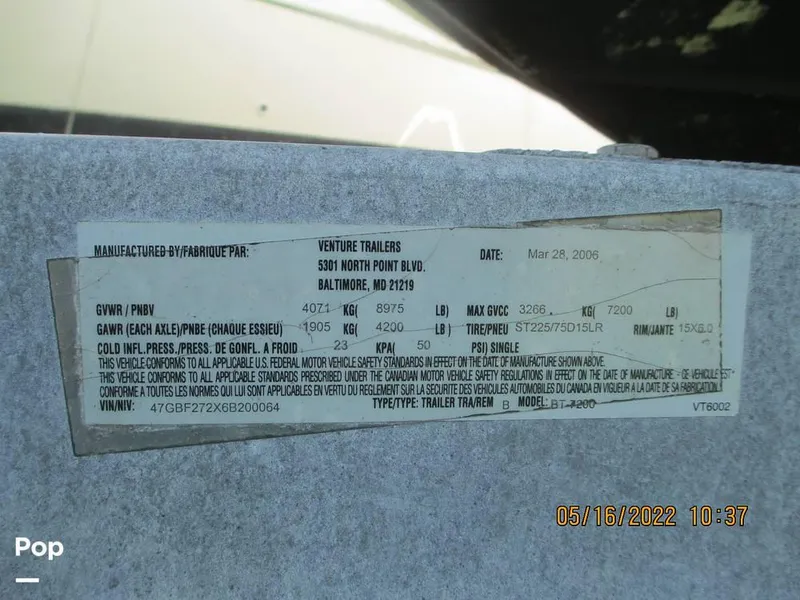 MANUFACTURED BY/FABRIQUE PAR: VENTURE TRAILERS DATE: Mar 28, 2006
5301 NORTH POINT BLVD.
BALTIMORE, MD 21219
GVWR / PNBV 4071 KG( 8975 LB) MAX GVCC 3266 . KG( 7200 LB)
GAWR (EACH AXLE)/PNBE (CHAQUE ESSIEU) 1905 KG( 4200 LB ) TIRE/PNEU ST225/75D15LR RIM/JANTE 15X6.0
COLD INFL.PRESS./PRESS. DE GONFL. A FROID 23 KPA( 50 PSI) SINGLE
THIS VEHICLE-CONFORMS TO ALL APPLICABLE U.S. FEDERAL MOTOR VEHICLE SAFETY STANDARDS IN EFFECT ON THE DATE OF MANUFACTURE SHOWN ABOVE.
THIS VEHICLE CONFORMS TO ALL APPLICABLE STANDARDS PRESCRIBED UNDER THE CANADIAN MOTOR VEHICLE SAFETY REGULATIONS IN EFFECT ON THE DATE OF MANUFACTURE - CE VEHICULE EST
CONFORME A TOUTES LES NORMES QUI LUI SONT APPLICABLES EN VERTU DU REGLEMENT SUR LA SECURITE DES VEHICULES AUTOMOBILES DU CANADA EN VIGUEUR A LA DATE DE SA FABRICATION.
VIN/NIV: 47GBF272X6B200064 TYPE/TYPE: TRAILER TRA/REM B MODEL: BT-7200 VT6002
05/16/2022 10:37
Pop